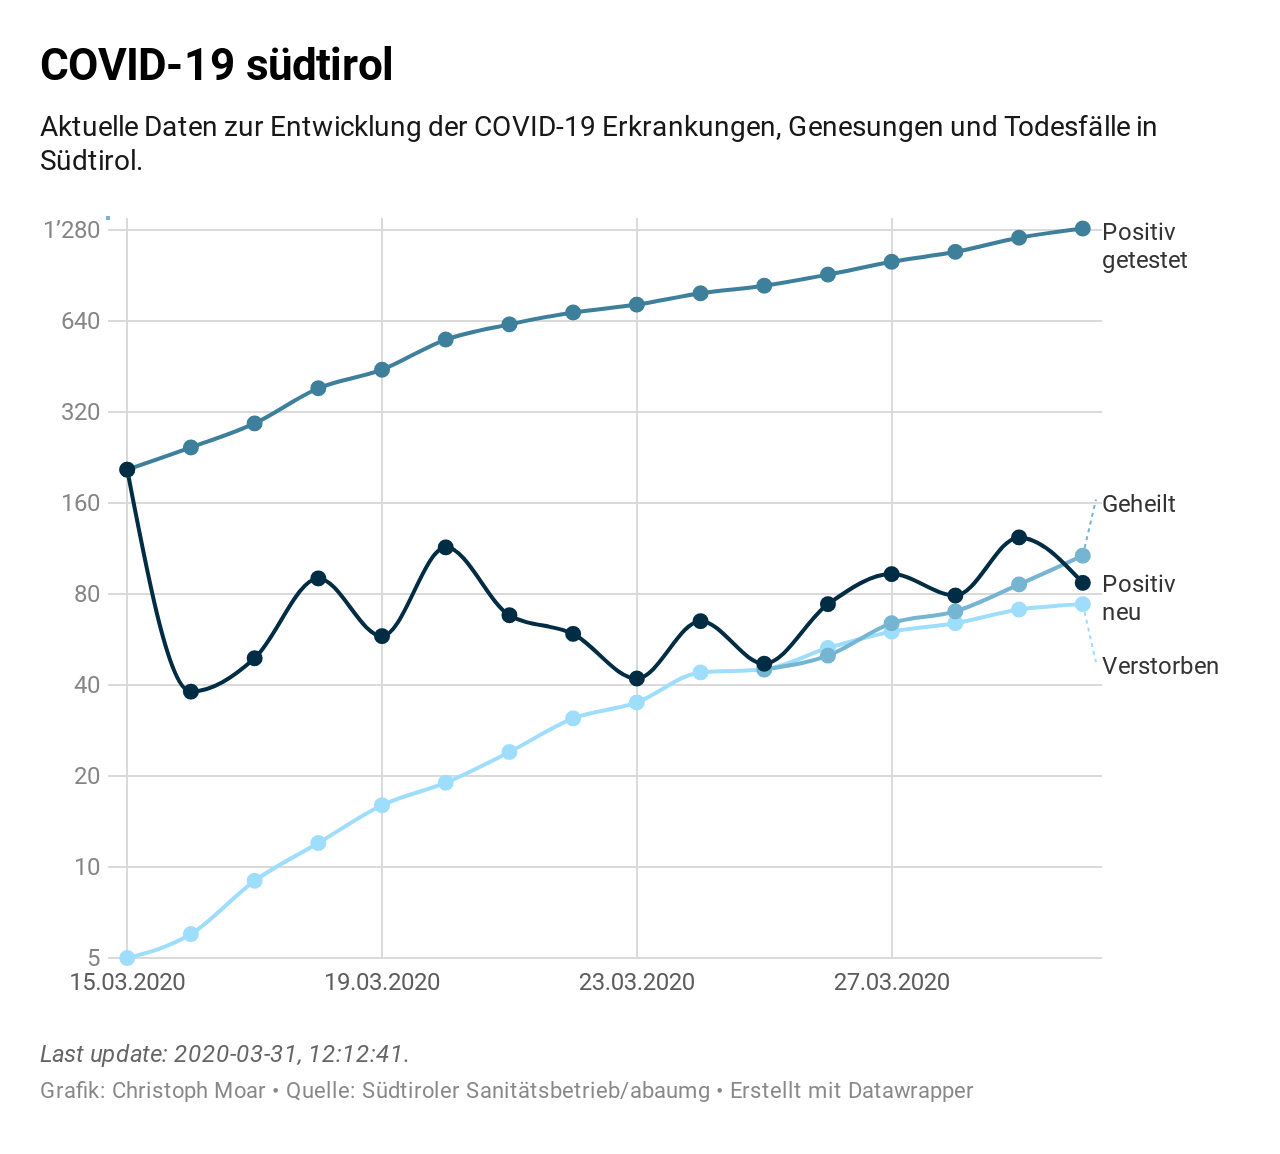 COVID-19 südtirol
Aktuelle Daten zur Entwicklung der COVID-19 Erkrankungen, Genesungen und Todesfälle in
Südtirol.
1’280
640
320
160
80
40
20
10
5
Positiv
getestet
Geheilt
Positiv
neu
Verstorben
15.03.2020
19.03.2020
23.03.2020
27.03.2020
Last update: 2020-03-31, 12:12:41.
Grafik: Christoph Moar • Quelle: Südtiroler Sanitätsbetrieb/abaumg • Erstellt mit Datawrapper